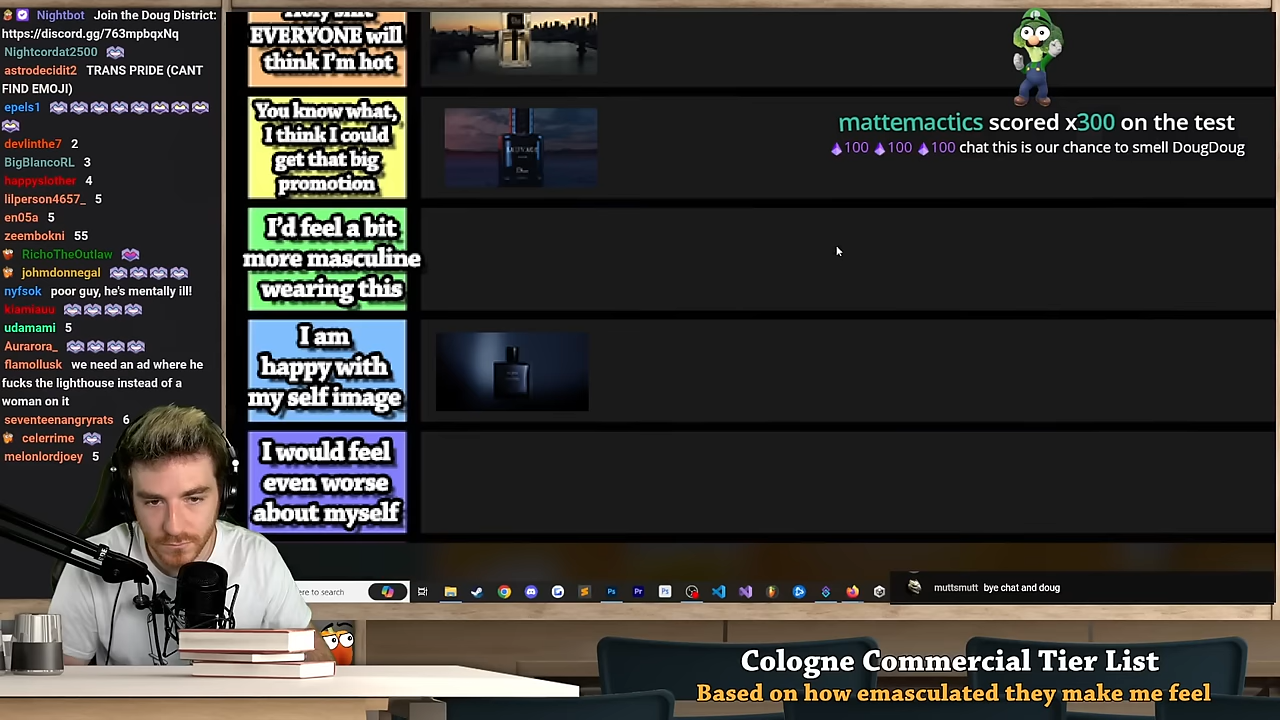 Nightbot Join the Doug District:
https://discord.gg/763mpbqxNq
Nightcordat2500
astrodecidit2 TRANS PRIDE (CANT
FIND EMOJI)
epels1
devlinthe7 2
BigBlancoRL 3
happyslother 4
lilperson4657_ 5
en05a 5
zeembokni 55
RichoTheOutlaw
johmdonnegal
nyfsok poor guy, he's mentally ill!
kiamiauu
udamami 5
Aurarora_
flamollusk we need an ad where he
fucks the lighthouse instead of a
woman on it
seventeenangryrats 6
celerrime
melonlordjoey 5
Holy shit
EVERYONE will
think I'm hot
You know what,
I think I could
get that big
promotion
I'd feel a bit
more masculine
wearing this
I am
happy with
my self image
I would feel
even worse
about myself
mattemactics scored x300 on the test
100 100 100 chat this is our chance to smell DougDoug
ere to search
muttsmutt bye chat and doug
Cologne Commercial Tier List
Based on how emasculated they make me feel